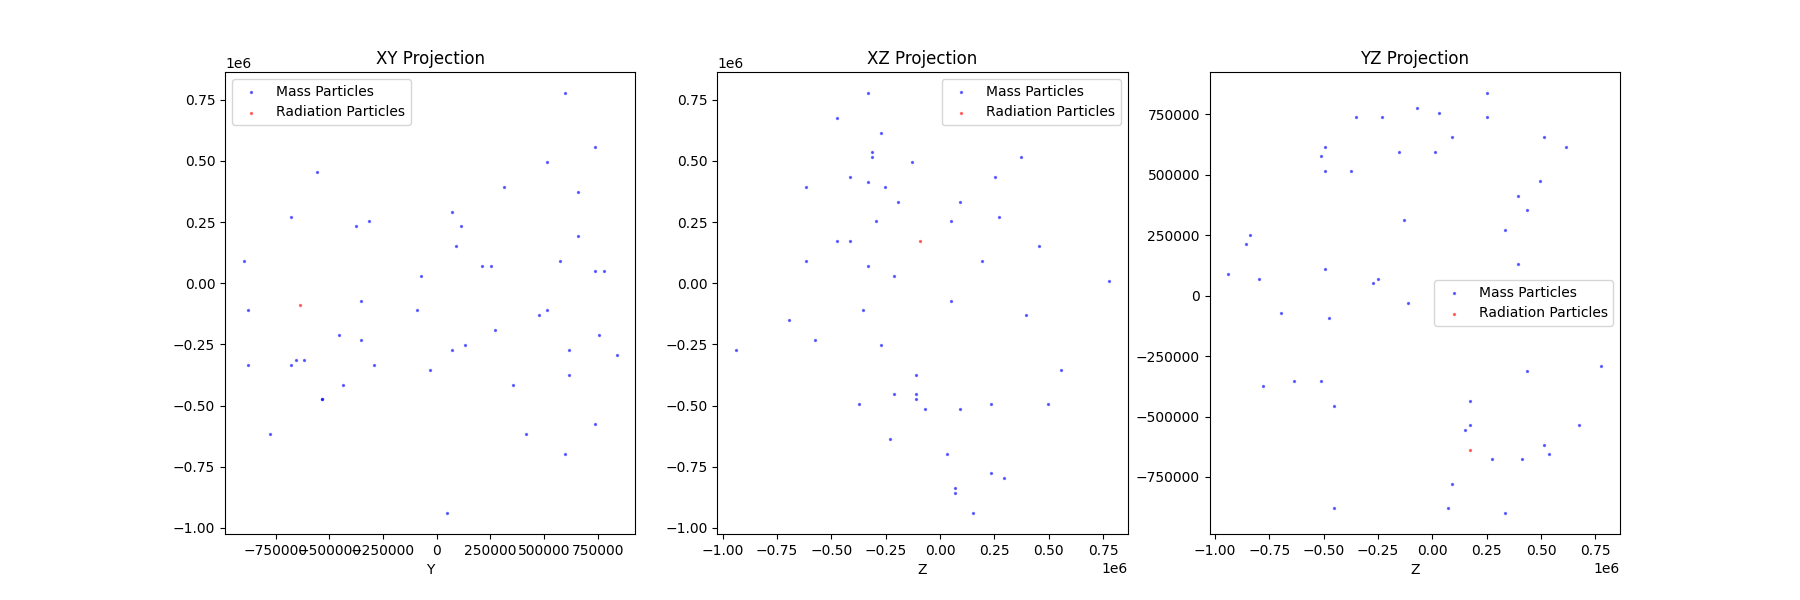 XY Projection
1e6
Mass Particles
Radiation Particles
0.75
0.50
0.25
0.00
−0.25
−0.50
−0.75
−1.00
−750000 −500000 −250000 0 250000 500000 750000
Y
XZ Projection
1e6
Mass Particles
Radiation Particles
0.75
0.50
0.25
0.00
−0.25
−0.50
−0.75
−1.00
−1.00 −0.75 −0.50 −0.25 0.00 0.25 0.50 0.75
Z
1e6
YZ Projection
750000
500000
250000
0
−250000
−500000
−750000
Mass Particles
Radiation Particles
−1.00 −0.75 −0.50 −0.25 0.00 0.25 0.50 0.75
Z
1e6